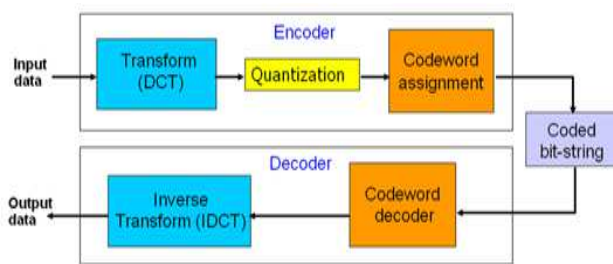 Encoder
Input
data
Transform
(DCT)
Quantization
Codeword
assignment
Coded
bit-string
Decoder
Output
data
Inverse
Transform (IDCT)
Codeword
decoder